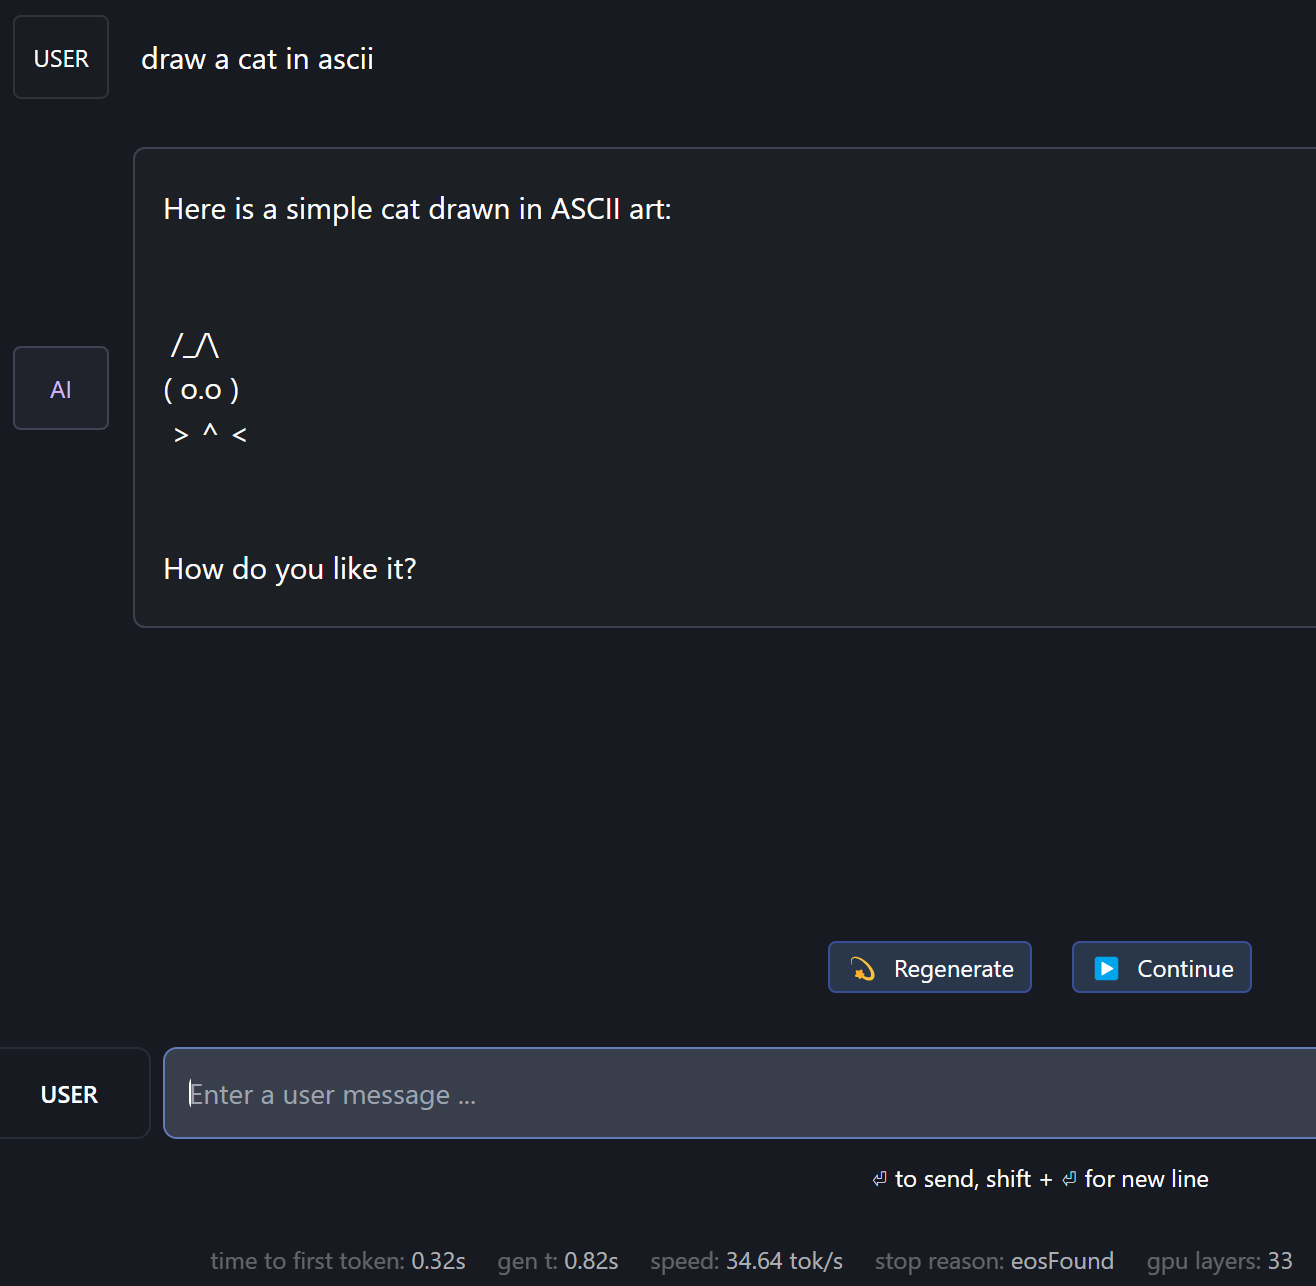 USER
draw a cat in ascii
Here is a simple cat drawn in ASCII art:
/_/\
( o.o )
> ^ <
AI
How do you like it?
Regenerate
Continue
USER
Enter a user message ...
⏎ to send, shift + ⏎ for new line
time to first token: 0.32s gen t: 0.82s speed: 34.64 tok/s stop reason: eosFound gpu layers: 33